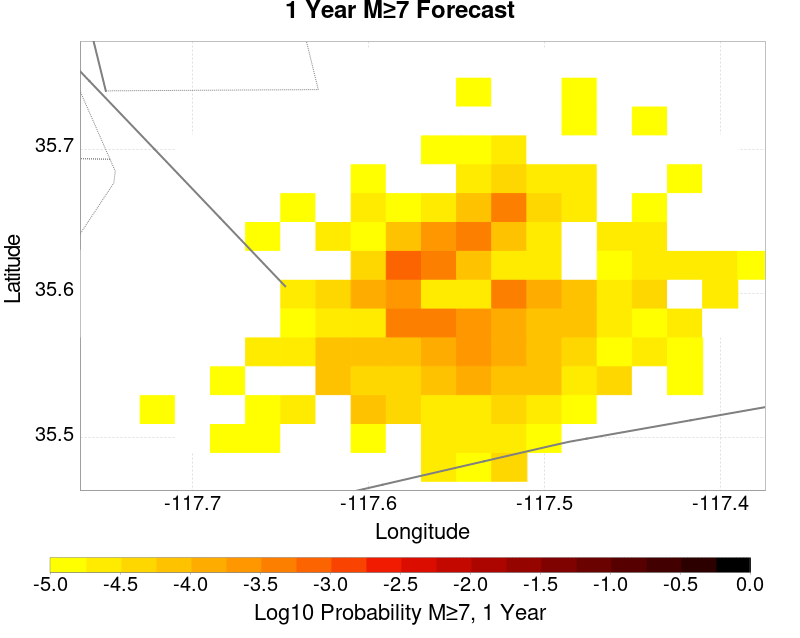 1 Year M≥7 Forecast
35.7
35.6
35.5
Latitude
-117.7 -117.6 -117.5 -117.4
Longitude
-5.0 -4.5 -4.0 -3.5 -3.0 -2.5 -2.0 -1.5 -1.0 -0.5 0.0
Log10 Probability M≥7, 1 Year